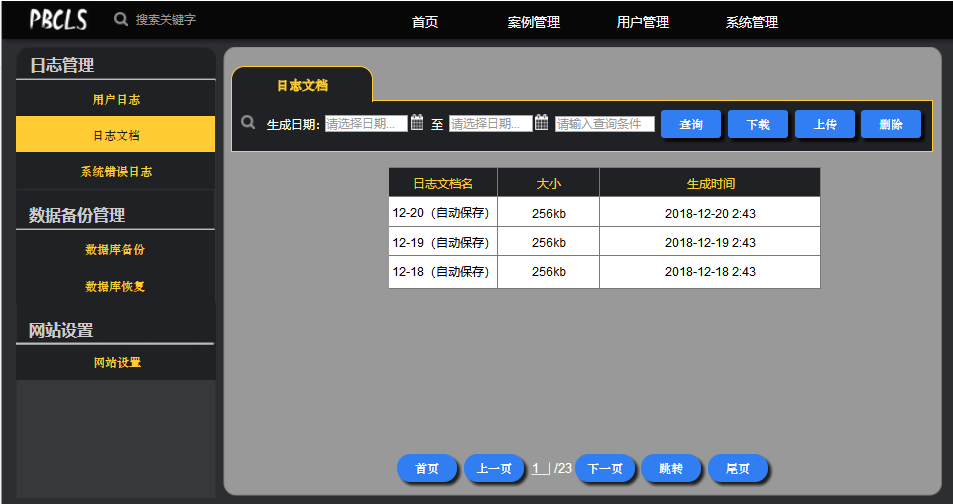 PBCLS 搜索关键字 首页 案例管理 用户管理 系统管理
日志管理
用户日志
日志文档
系统错误日志
数据备份管理
数据库备份
数据库恢复
网站设置
网站设置
日志文档
生成日期: 请选择日期... 至 请选择日期... 请输入查询条件 查询 下载 上传 删除
日志文档名 大小 生成时间
12-20（自动保存） 256kb 2018-12-20 2:43
12-19（自动保存） 256kb 2018-12-19 2:43
12-18（自动保存） 256kb 2018-12-18 2:43
首页 上一页 1 /23 下一页 跳转 尾页